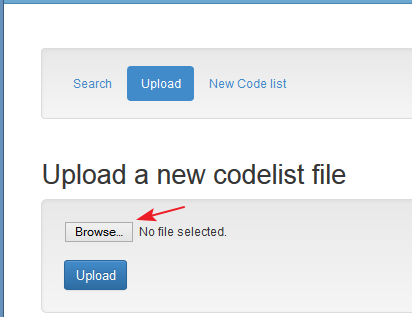 Search Upload New Code list
Upload a new codelist file
Browse... No file selected.
Upload